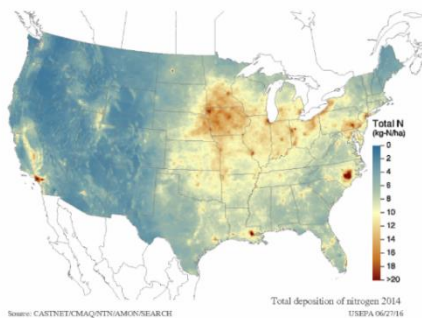 Total N
(kg-N/ha)
0
2
4
6
8
10
12
14
16
18
>20
Total deposition of nitrogen 2014
Source: CASTNET/CMAQ/NTN/AMON/SEARCH
USEPA 06/27/16